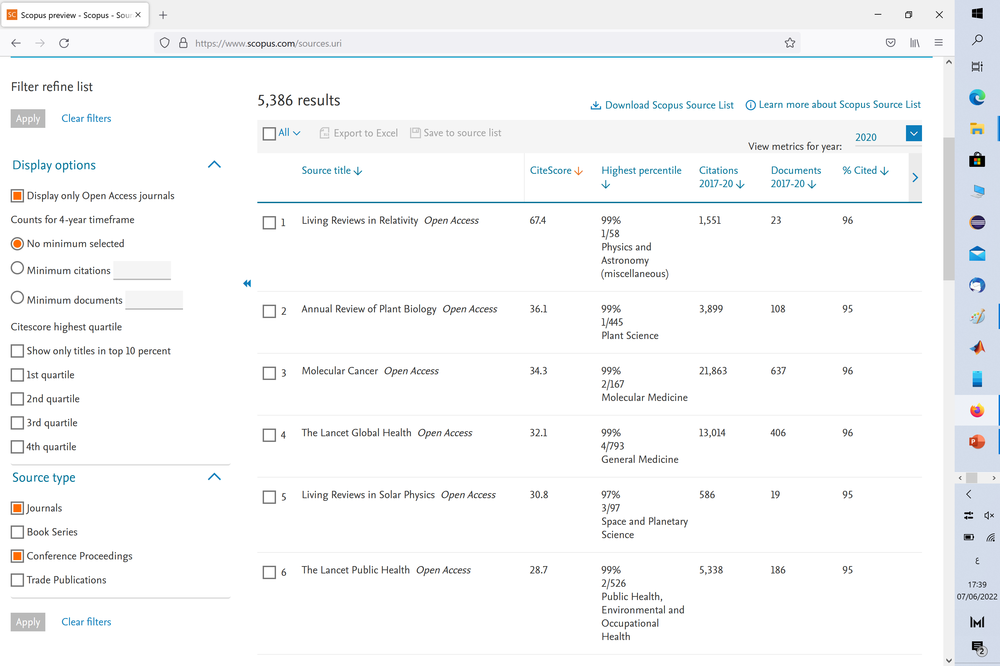 SC Scopus preview - Scopus - Sour
https://www.scopus.com/sources.uri
Filter refine list
Apply Clear filters
Display options
Display only Open Access journals
Counts for 4-year timeframe
No minimum selected
Minimum citations
Minimum documents
Citescore highest quartile
Show only titles in top 10 percent
1st quartile
2nd quartile
3rd quartile
4th quartile
Source type
Journals
Book Series
Conference Proceedings
Trade Publications
Apply Clear filters
5,386 results
Download Scopus Source List Learn more about Scopus Source List
All Export to Excel Save to source list
View metrics for year: 2020
Source title CiteScore Highest percentile Citations 2017-20 Documents 2017-20 % Cited
1 Living Reviews in Relativity Open Access 67.4 99% 1,551 23 96
1/58
Physics and
Astronomy
(miscellaneous)
2 Annual Review of Plant Biology Open Access 36.1 99% 3,899 108 95
1/445
Plant Science
3 Molecular Cancer Open Access 34.3 99% 21,863 637 96
2/167
Molecular Medicine
4 The Lancet Global Health Open Access 32.1 99% 13,014 406 96
4/793
General Medicine
5 Living Reviews in Solar Physics Open Access 30.8 97% 586 19 95
3/97
Space and Planetary
Science
6 The Lancet Public Health Open Access 28.7 99% 5,338 186 95
2/526
Public Health,
Environmental and
Occupational
Health
P
ع
17:39
07/06/2022
2